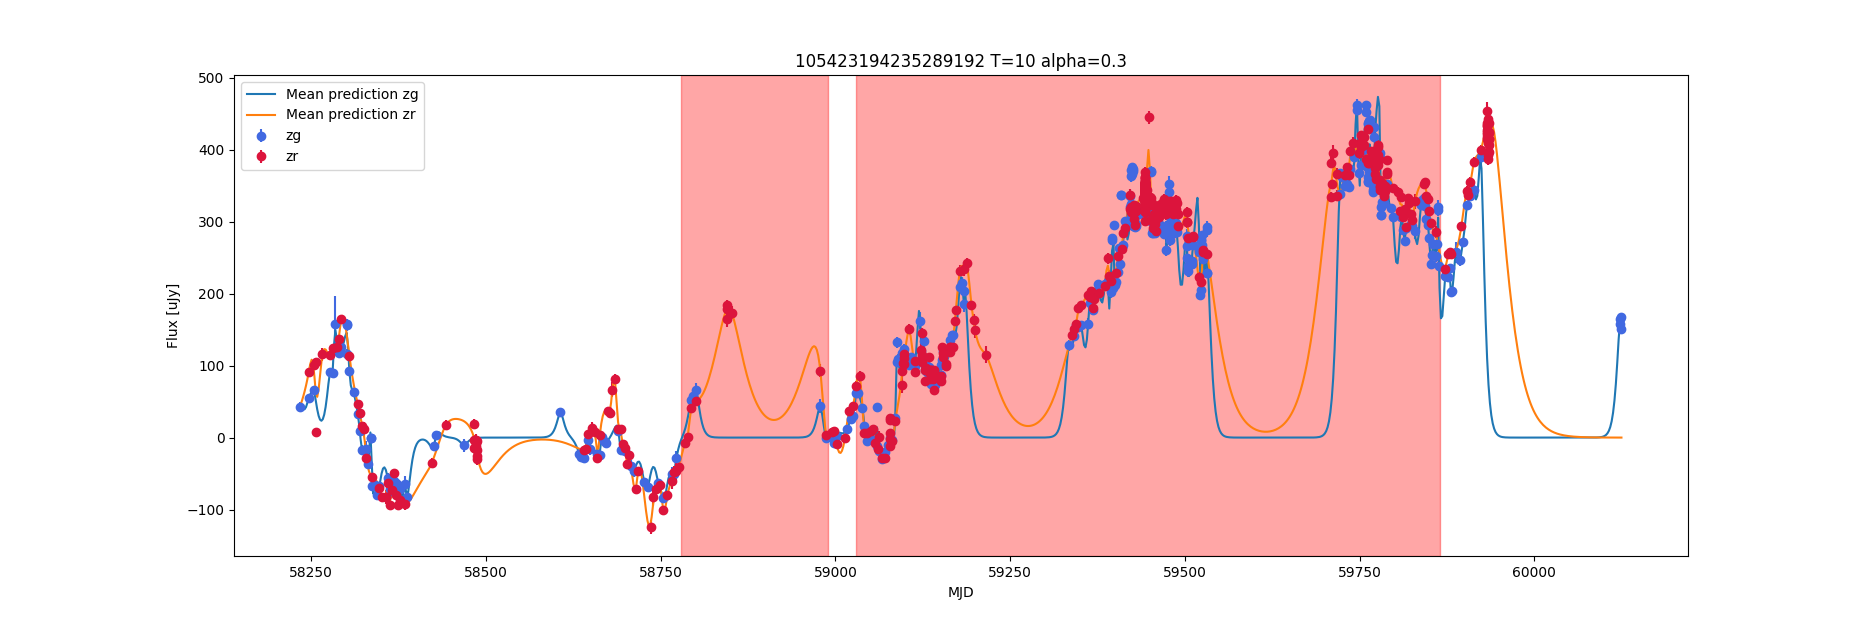 105423194235289192 T=10 alpha=0.3
500
400
300
200
100
0
−100
Flux [uJy]
Mean prediction zg
Mean prediction zr
zg
zr
58250
58500
58750
59000
59250
59500
59750
60000
MJD